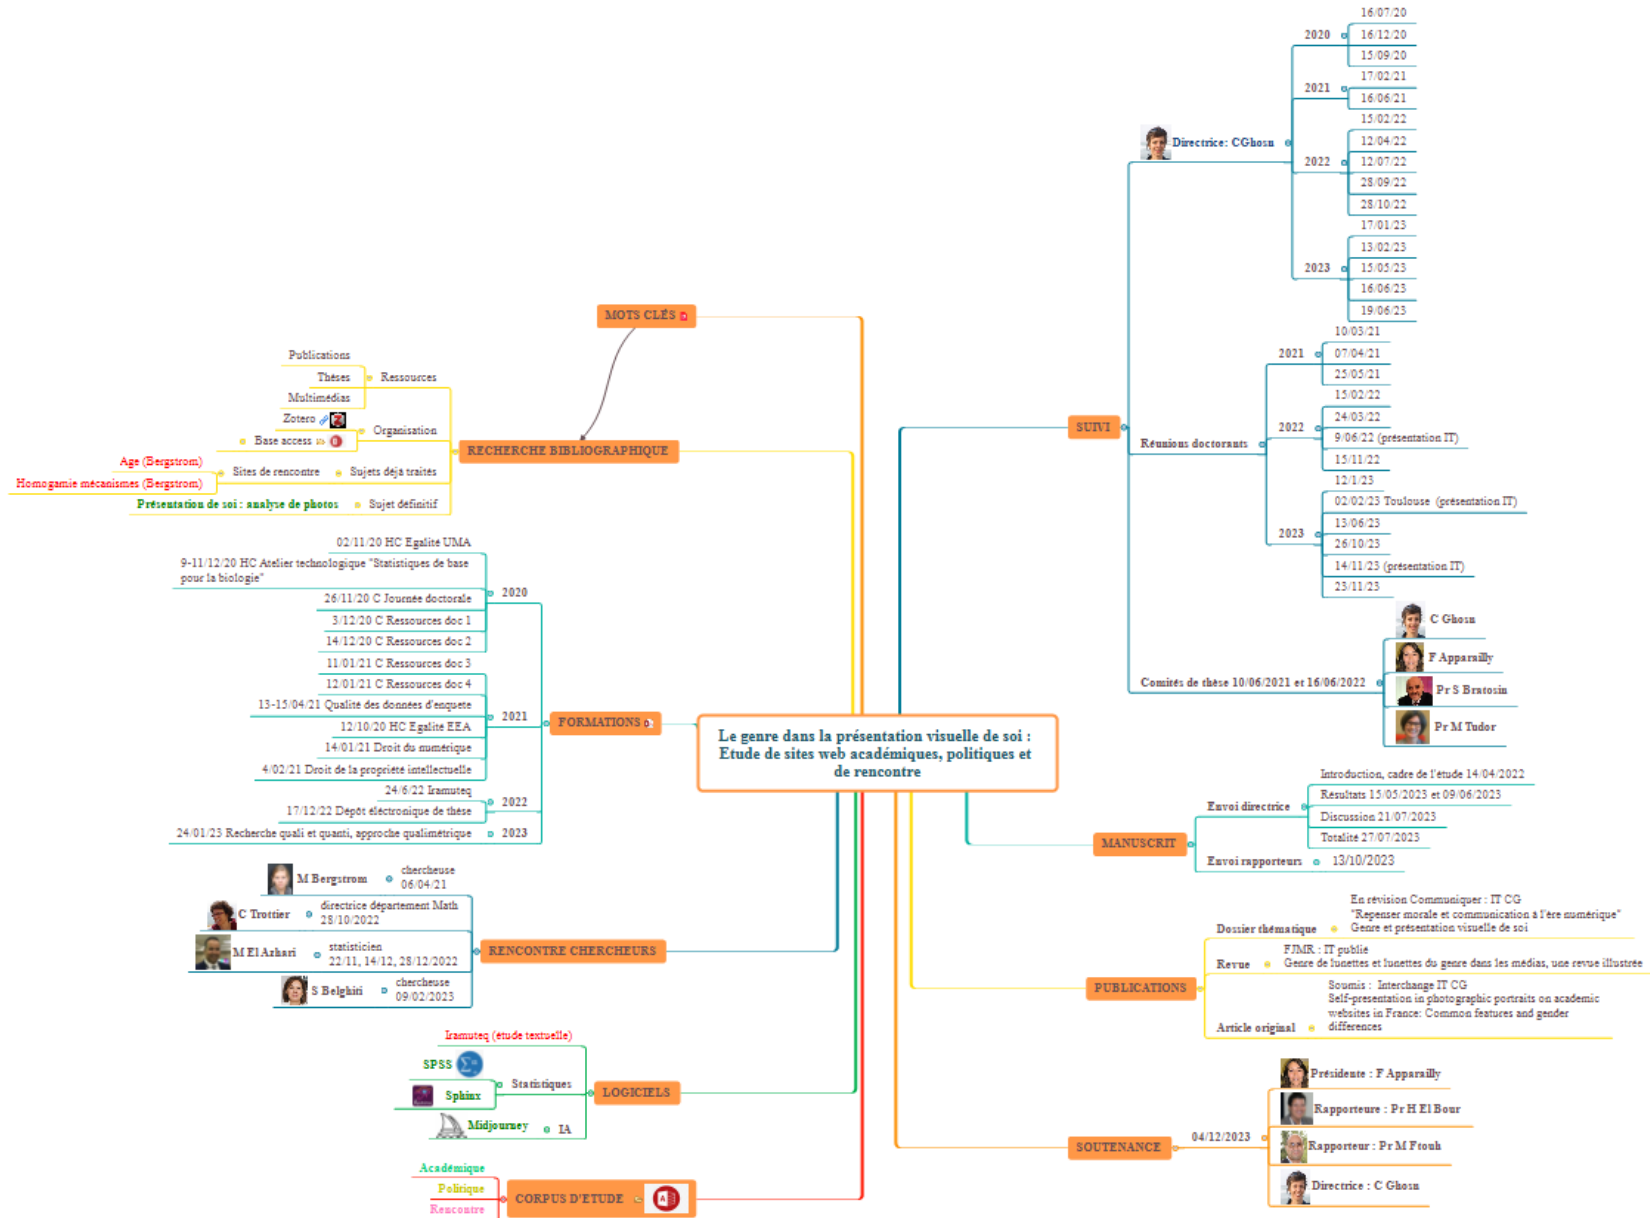 Le genre dans la présentation visuelle de soi :
Etude de sites web académiques, politiques et
de rencontre
MOTS CLÉS
RECHERCHE BIBLIOGRAPHIQUE
Ressources
Publications
Thèses
Multimédias
Organisation
Zotero
Base access
Sujets déjà traités
Sites de rencontre
Age (Bergstrom)
Homogamie mécanismes (Bergstrom)
Sujet définitif
Présentation de soi : analyse de photos
FORMATIONS
2020
02/11/20 HC Egalité UMA
9-11/12/20 HC Atelier technologique "Statistiques de base
pour la biologie"
26/11/20 C Journée doctorale
3/12/20 C Ressources doc 1
14/12/20 C Ressources doc 2
2021
11/01/21 C Ressources doc 3
12/01/21 C Ressources doc 4
13-15/04/21 Qualité des données d'enquete
12/10/20 HC Egalité EEA
14/01/21 Droit du numérique
4/02/21 Droit de la propriété intellectuelle
2022
24/6/22 Iramuteq
17/12/22 Dépôt éléctronique de thèse
2023
24/01/23 Recherche quali et quanti, approche qualimétrique
RENCONTRE CHERCHEURS
M Bergstrom
chercheuse
06/04/21
C Trottier
directrice département Math
28/10/2022
M El Azhari
statisticien
22/11, 14/12, 28/12/2022
S Belghiti
chercheuse
09/02/2023
LOGICIELS
Iramuteq (étude textuelle)
Statistiques
SPSS
Sphinx
IA
Midjourney
CORPUS D'ETUDE
Académique
Politique
Rencontre
SUIVI
Directrice: CGhosn
2020
16/07/20
16/12/20
15/09/20
2021
17/02/21
16/06/21
2022
15/02/22
12/04/22
12/07/22
28/09/22
28/10/22
2023
17/01/23
13/02/23
15/05/23
16/06/23
19/06/23
Réunions doctorants
2021
10/03/21
07/04/21
25/05/21
2022
15/02/22
24/03/22
9/06/22 (présentation IT)
15/11/22
2023
12/1/23
02/02/23 Toulouse (présentation IT)
13/06/23
26/10/23
14/11/23 (présentation IT)
23/11/23
Comités de thèse 10/06/2021 et 16/06/2022
C Ghosn
F Apparailly
Pr S Bratosin
Pr M Tudor
MANUSCRIT
Envoi directrice
Introduction, cadre de l'étude 14/04/2022
Résultats 15/05/2023 et 09/06/2023
Discussion 21/07/2023
Totalité 27/07/2023
Envoi rapporteurs
13/10/2023
PUBLICATIONS
Dossier thématique
En révision Communiquer : IT CG
"Repenser morale et communication à l'ère numérique"
Genre et présentation visuelle de soi
Revue
FJMR : IT publié
Genre de lunettes et lunettes du genre dans les médias, une revue illustrée
Article original
Soumis : Interchange IT CG
Self-presentation in photographic portraits on academic
websites in France: Common features and gender
differences
SOUTENANCE
04/12/2023
Présidente : F Apparailly
Rapporteure : Pr H El Bour
Rapporteur : Pr M Ftouh
Directrice : C Ghosn